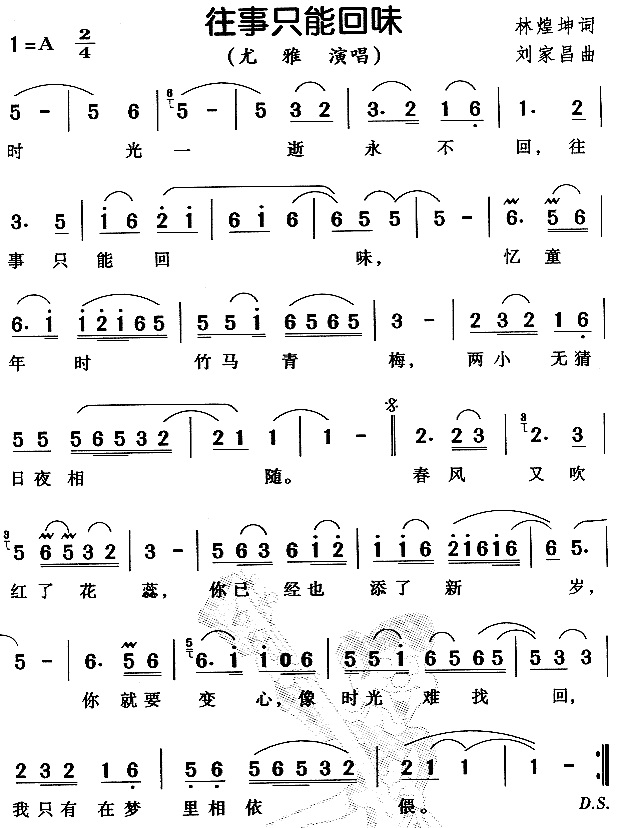 往事只能回味
1=A 2/4
(尤 雅 演唱)
林煌坤词
刘家昌曲
5 - | 5 6 | 5 - | 5 3 2 | 3. 2 1 6 | 1. 2 |
时 光 一 逝 永 不 回, 往
3. 5 | i 6 2 i | 6 i 6 | 6 5 5 | 5 - | 6. 5 6 |
事 只 能 回 味, 忆 童
6. i i 2 i 6 5 | 5 5 i 6 5 6 5 | 3 - | 2 3 2 1 6 |
年 时 竹 马 青 梅, 两 小 无 猜
5 5 5 6 5 3 2 | 2 1 1 | 1 - || 2. 2 3 | 2. 3 |
日 夜 相 随。 春 风 又 吹
5 6 5 3 2 | 3 - | 5 6 3 6 i 2 | i i 6 2 i 6 i 6 | 6 5. |
红 了 花 蕊, 你 已 经 也 添 了 新 岁,
5 - | 6. 5 6 | 6. i i 0 6 | 5 5 i 6 5 6 5 | 5 3 3 |
你 就 要 变 心, 像 时 光 难 找 回,
2 3 2 1 6 | 5 6 5 6 5 3 2 | 2 1 1 | 1 - :||
我 只 有 在 梦 里 相 依 偎。 D.S.